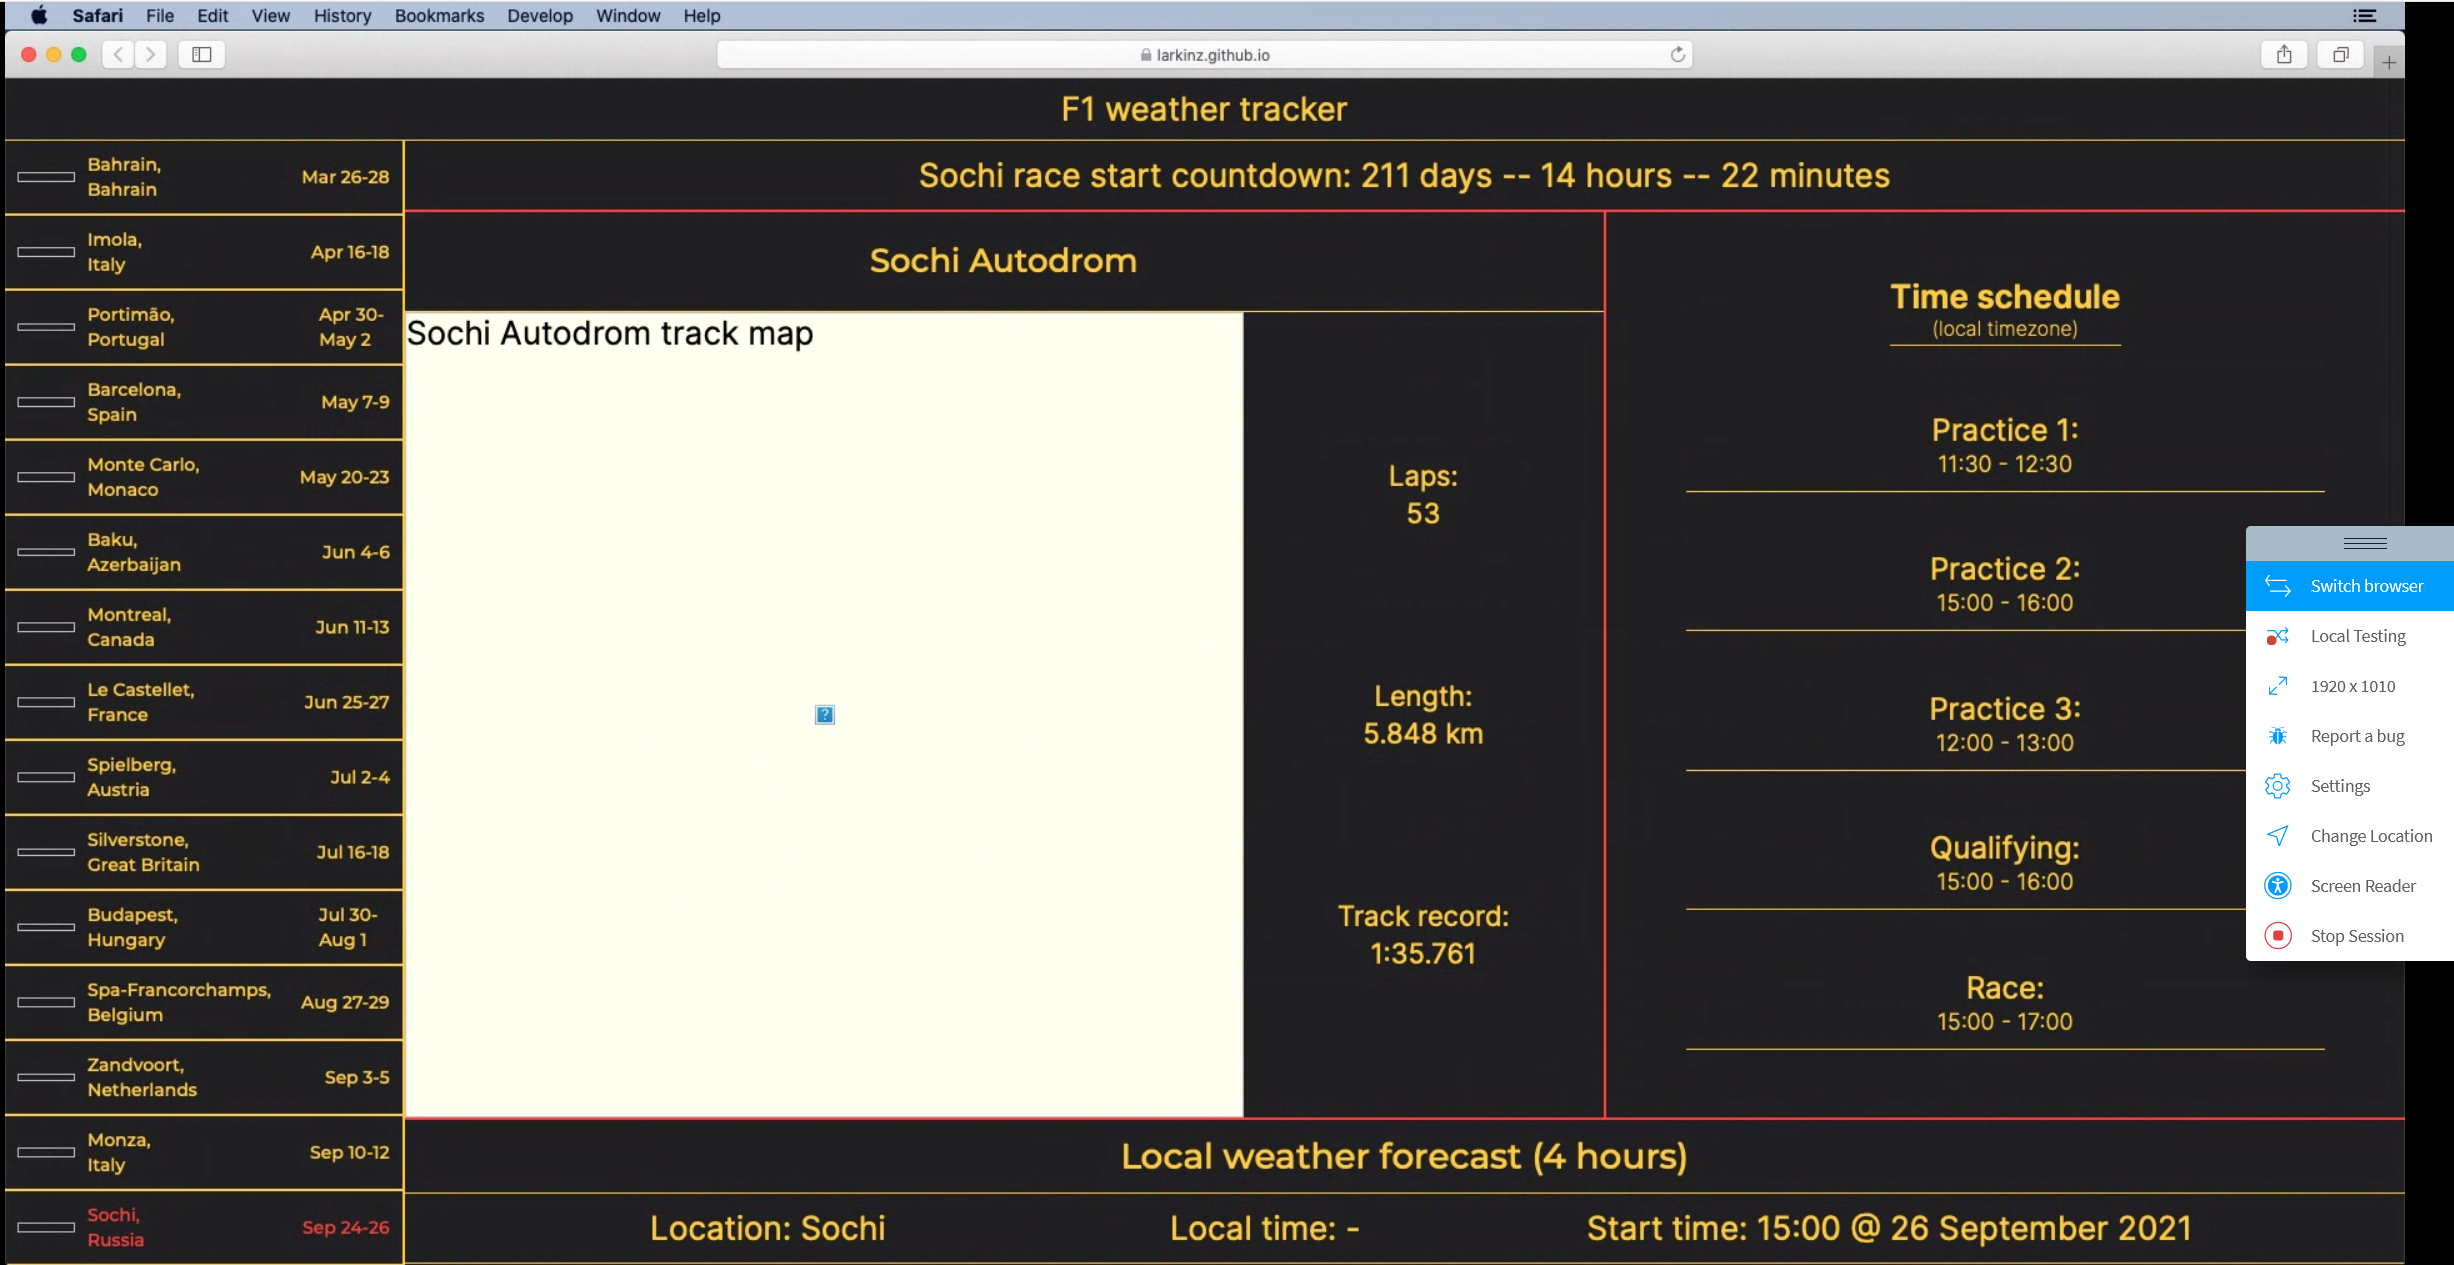 Safari File Edit View History Bookmarks Develop Window Help
larkinz.github.io
F1 weather tracker
Bahrain,
Bahrain
Mar 26-28
Imola,
Italy
Apr 16-18
Portimão,
Portugal
Apr 30-
May 2
Barcelona,
Spain
May 7-9
Monte Carlo,
Monaco
May 20-23
Baku,
Azerbaijan
Jun 4-6
Montreal,
Canada
Jun 11-13
Le Castellet,
France
Jun 25-27
Spielberg,
Austria
Jul 2-4
Silverstone,
Great Britain
Jul 16-18
Budapest,
Hungary
Jul 30-
Aug 1
Spa-Francorchamps,
Belgium
Aug 27-29
Zandvoort,
Netherlands
Sep 3-5
Monza,
Italy
Sep 10-12
Sochi,
Russia
Sep 24-26
Sochi race start countdown: 211 days -- 14 hours -- 22 minutes
Sochi Autodrom
Sochi Autodrom track map
Laps:
53
Length:
5.848 km
Track record:
1:35.761
Time schedule
(local timezone)
Practice 1:
11:30 - 12:30
Practice 2:
15:00 - 16:00
Practice 3:
12:00 - 13:00
Qualifying:
15:00 - 16:00
Race:
15:00 - 17:00
Local weather forecast (4 hours)
Location: Sochi
Local time: -
Start time: 15:00 @ 26 September 2021
Switch browser
Local Testing
1920 x 1010
Report a bug
Settings
Change Location
Screen Reader
Stop Session